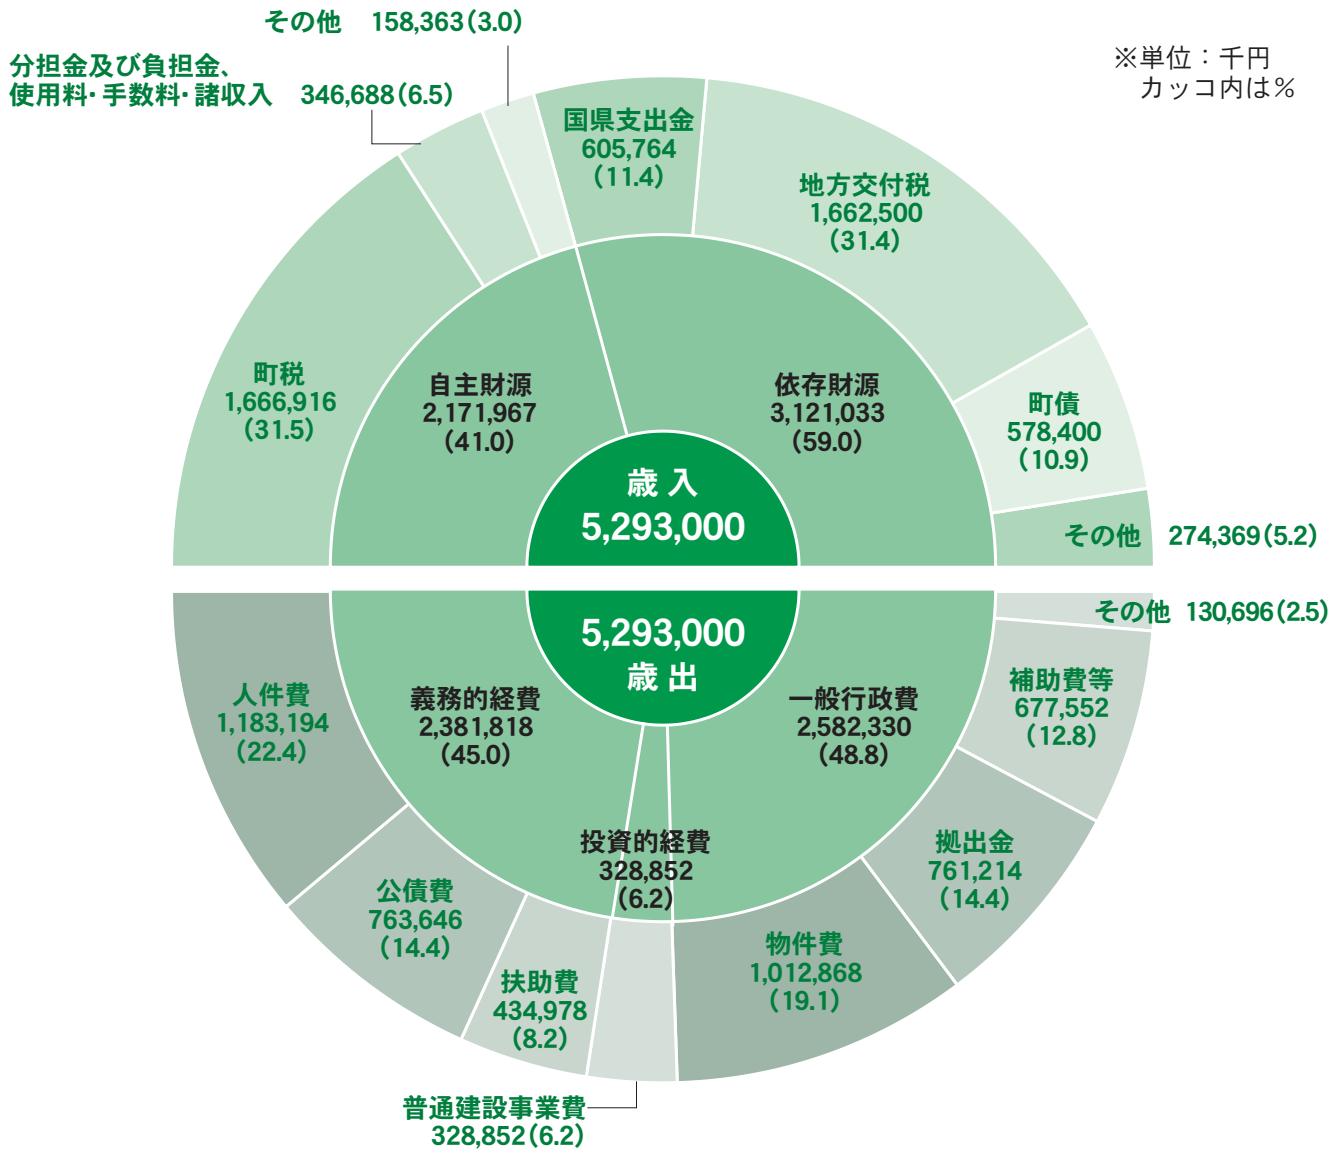 その他 158,363(3.0)
分担金及び負担金、
使用料・手数料・諸収入 346,688(6.5)
※単位：千円
カッコ内は％
国県支出金
605,764
(11.4)
地方交付税
1,662,500
(31.4)
町税
1,666,916
(31.5)
自主財源
2,171,967
(41.0)
依存財源
3,121,033
(59.0)
町債
578,400
(10.9)
歳入
5,293,000
その他 274,369(5.2)
5,293,000
歳出
その他 130,696(2.5)
人件費
1,183,194
(22.4)
義務的経費
2,381,818
(45.0)
一般行政費
2,582,330
(48.8)
補助費等
677,552
(12.8)
投資的経費
328,852
(6.2)
拠出金
761,214
(14.4)
公債費
763,646
(14.4)
物件費
1,012,868
(19.1)
扶助費
434,978
(8.2)
普通建設事業費
328,852(6.2)